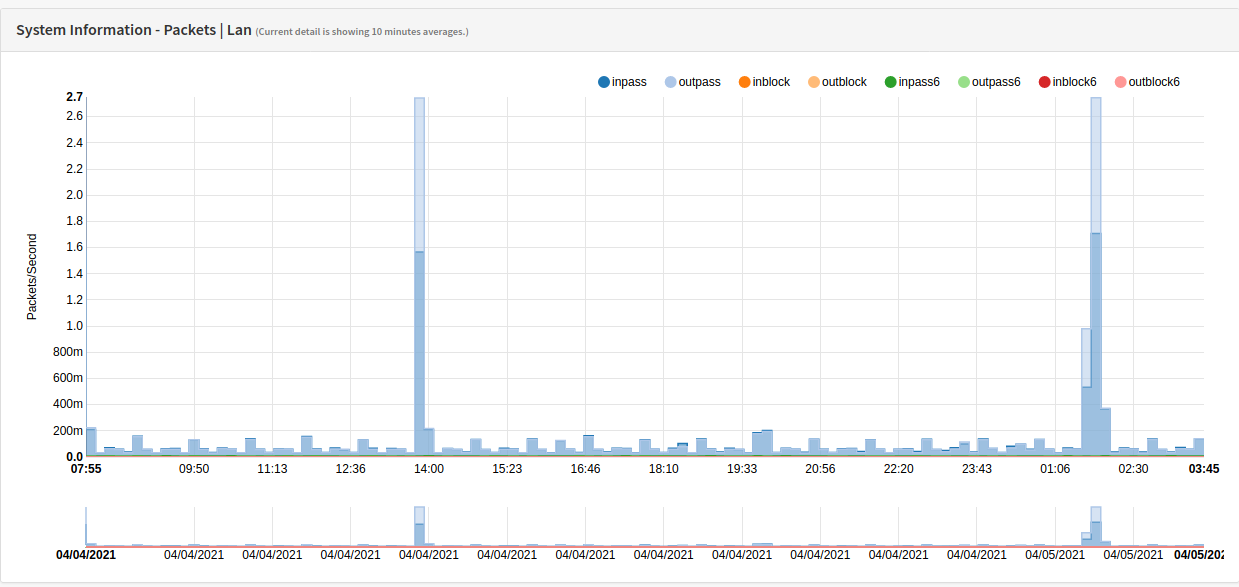 System Information - Packets | Lan (Current detail is showing 10 minutes averages.)
inpass outpass inblock outblock inpass6 outpass6 inblock6 outblock6
Packets/Second
2.7
2.6
2.4
2.2
2.0
1.8
1.6
1.4
1.2
1.0
800m
600m
400m
200m
0.0
07:55 09:50 11:13 12:36 14:00 15:23 16:46 18:10 19:33 20:56 22:20 23:43 01:06 02:30 03:45
04/04/2021 04/04/2021 04/04/2021 04/04/2021 04/04/2021 04/04/2021 04/04/2021 04/04/2021 04/04/2021 04/04/2021 04/04/2021 04/04/2021 04/05/2021 04/05/2021 04/05/202